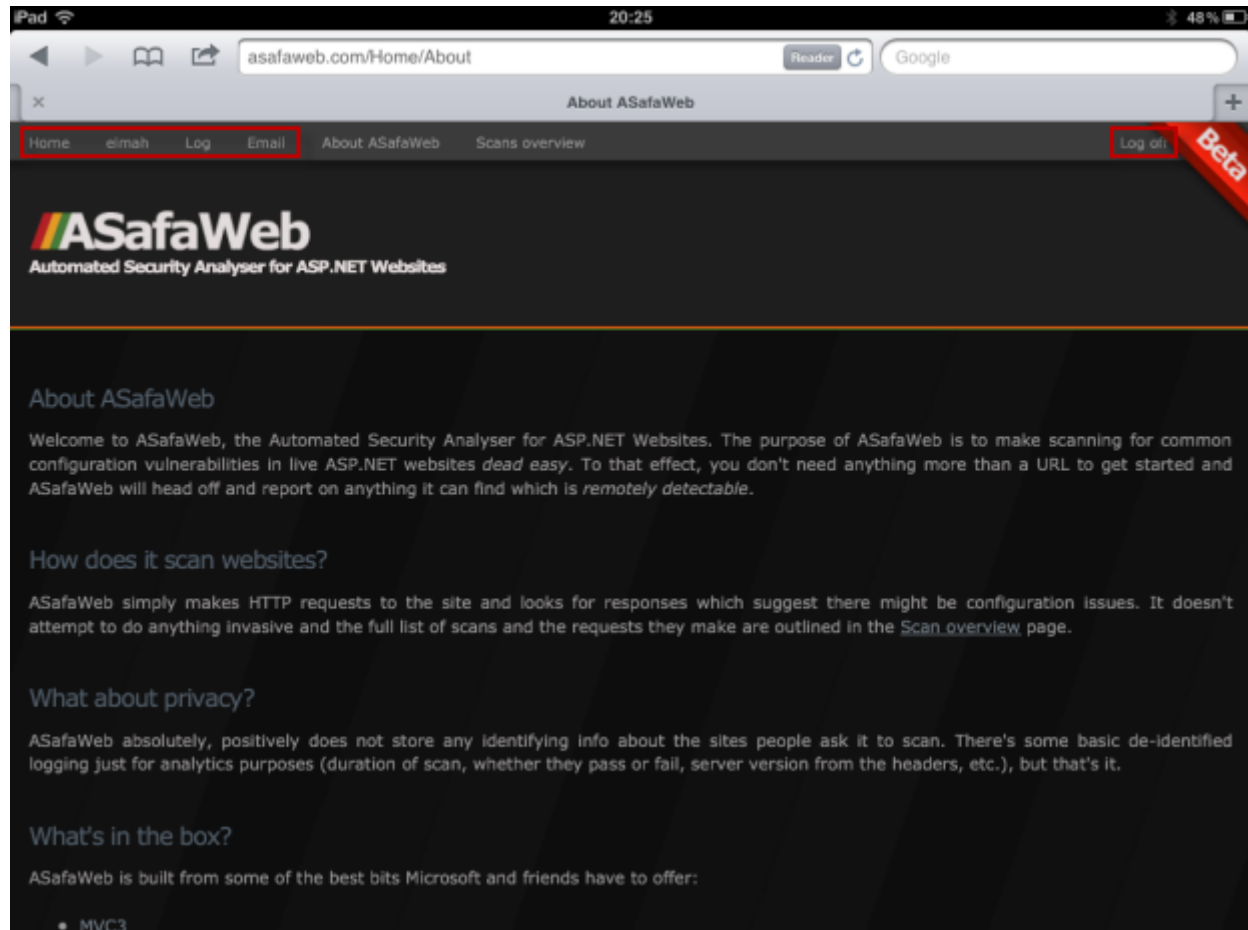 iPad 20:25 48%
asafaweb.com/Home/About Reader Google
About ASafaWeb
Home elmah Log Email About ASafaWeb Scans overview Log off Beta
ASafaWeb
Automated Security Analyser for ASP.NET Websites
About ASafaWeb
Welcome to ASafaWeb, the Automated Security Analyser for ASP.NET Websites. The purpose of ASafaWeb is to make scanning for common
configuration vulnerabilities in live ASP.NET websites dead easy. To that effect, you don't need anything more than a URL to get started and
ASafaWeb will head off and report on anything it can find which is remotely detectable.
How does it scan websites?
ASafaWeb simply makes HTTP requests to the site and looks for responses which suggest there might be configuration issues. It doesn't
attempt to do anything invasive and the full list of scans and the requests they make are outlined in the Scan overview page.
What about privacy?
ASafaWeb absolutely, positively does not store any identifying info about the sites people ask it to scan. There's some basic de-identified
logging just for analytics purposes (duration of scan, whether they pass or fail, server version from the headers, etc.), but that's it.
What's in the box?
ASafaWeb is built from some of the best bits Microsoft and friends have to offer:
• MVC3